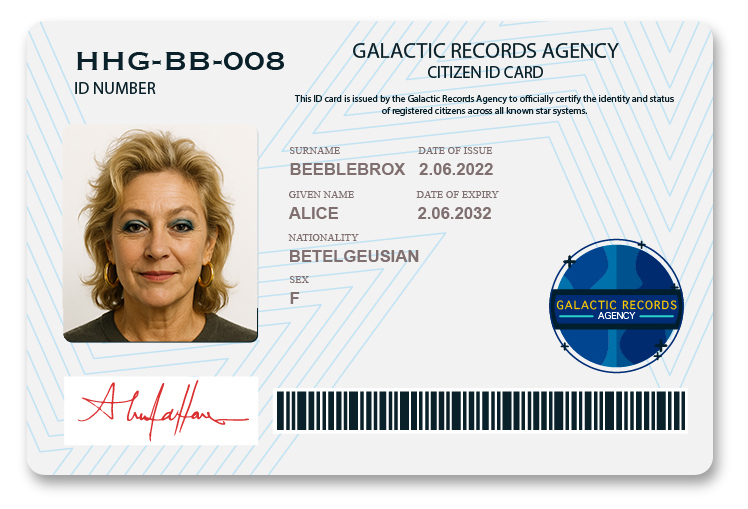 HHG-BB-008
ID NUMBER
GALACTIC RECORDS AGENCY
CITIZEN ID CARD
This ID card is issued by the Galactic Records Agency to officially certify the identity and status
of registered citizens across all known star systems.
SURNAME
BEEBLEBROX
DATE OF ISSUE
2.06.2022
GIVEN NAME
ALICE
DATE OF EXPIRY
2.06.2032
NATIONALITY
BETELGEUSIAN
SEX
F
GALACTIC RECORDS
AGENCY